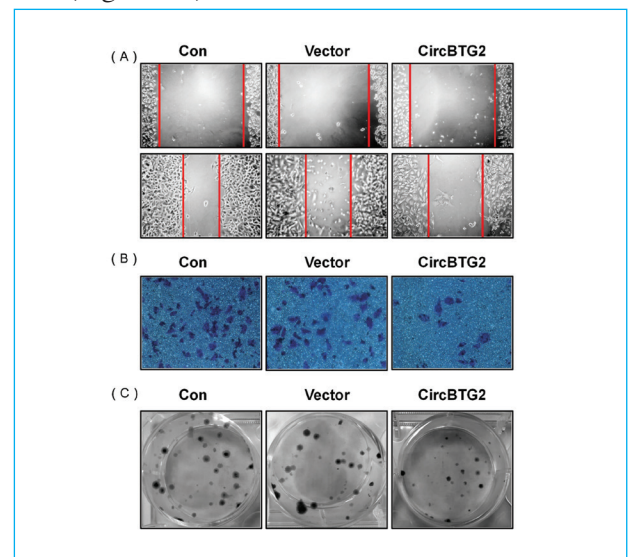 Con Vector CircBTG2
( A )
( B )
Con Vector CircBTG2
( C )
Con Vector CircBTG2